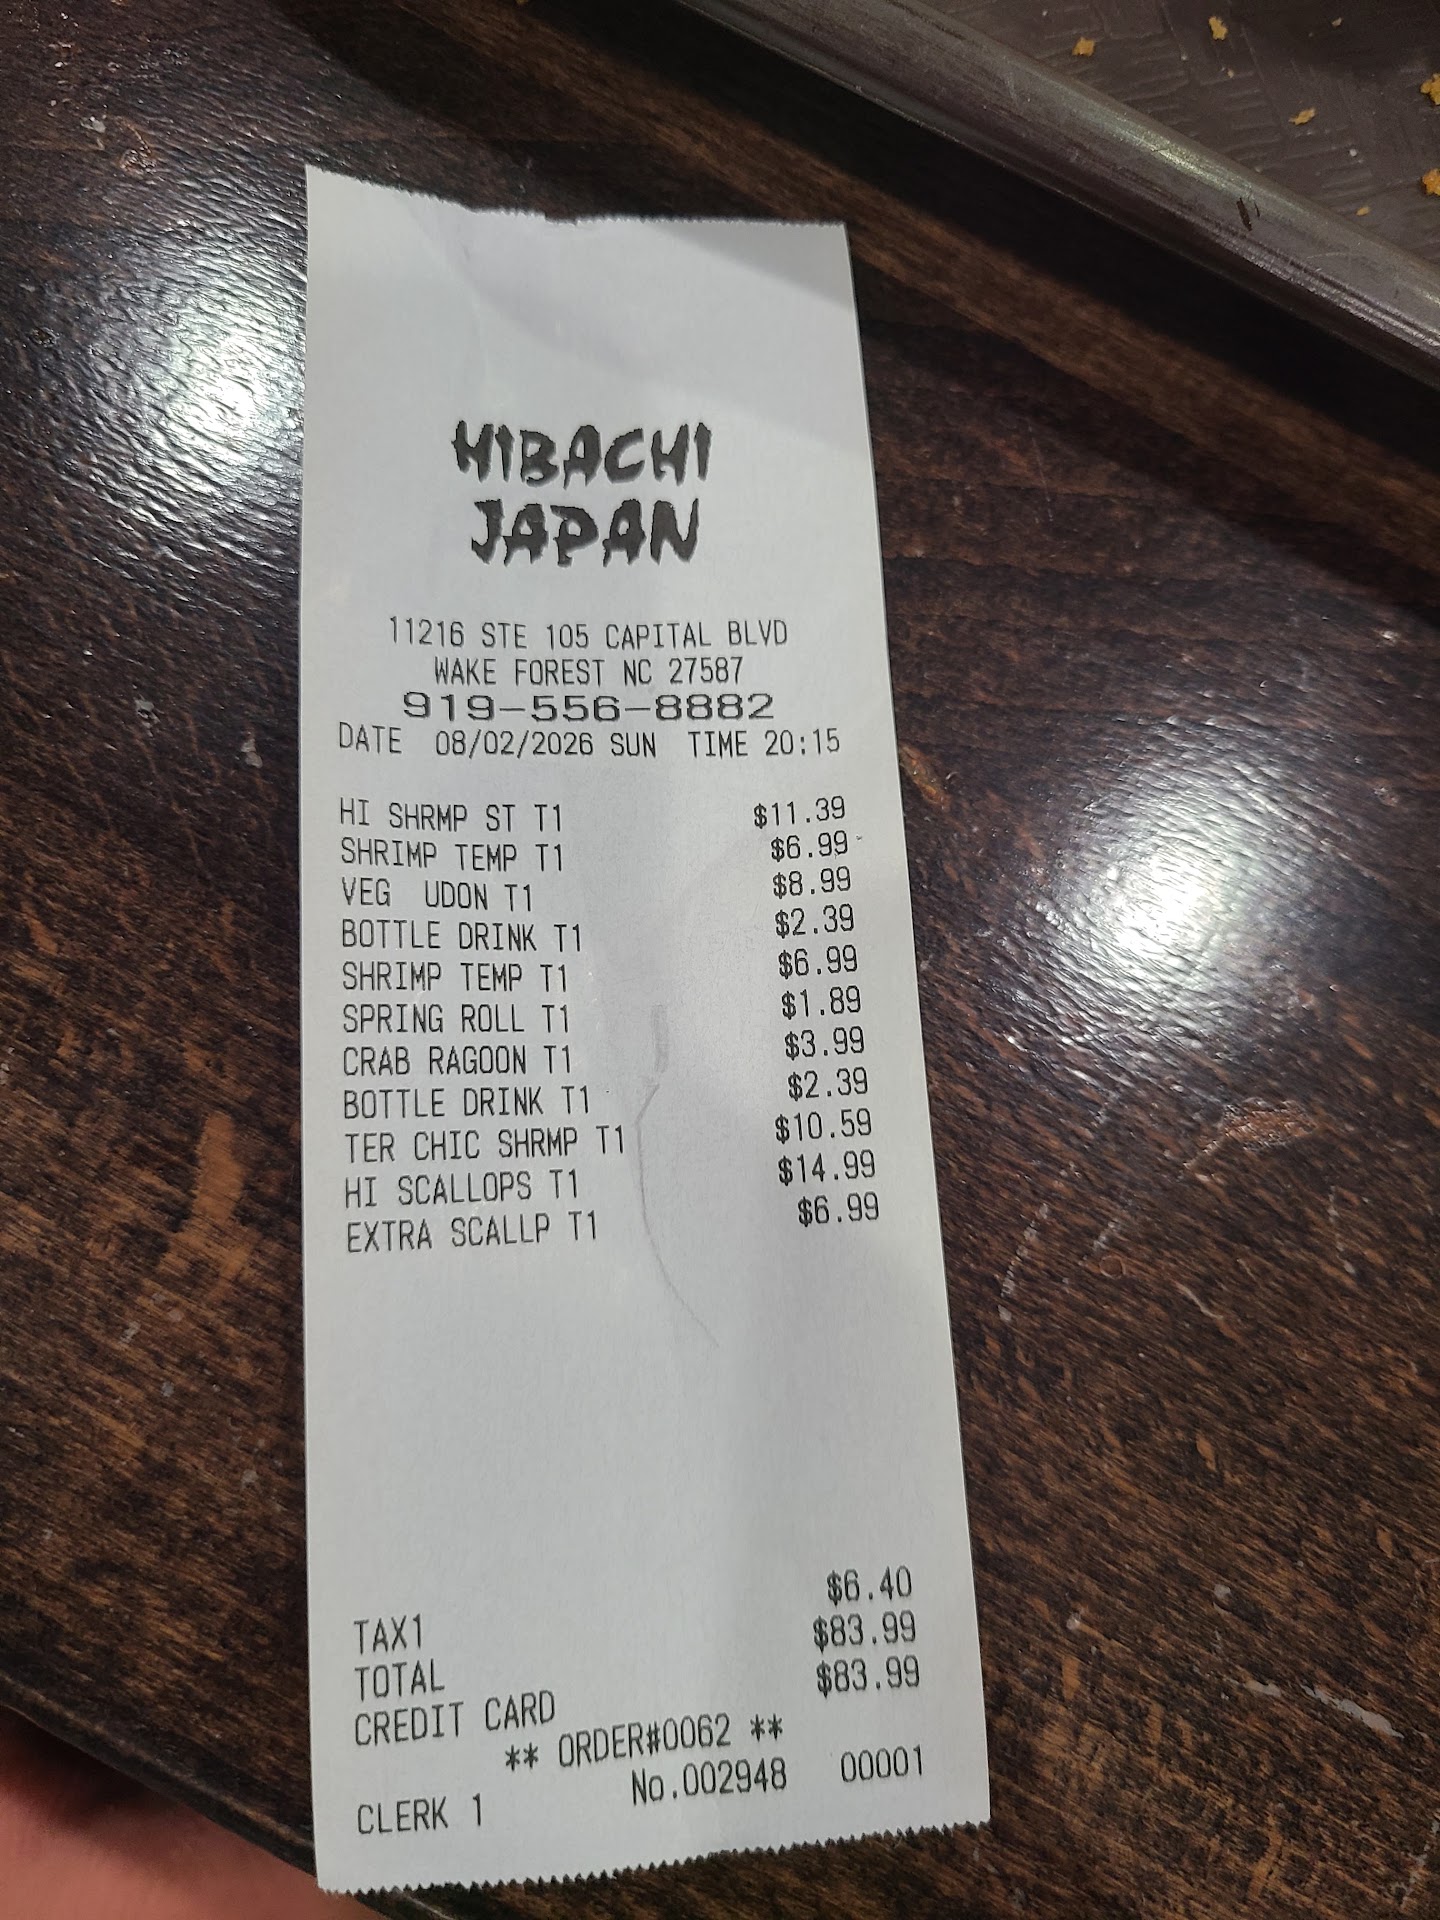 HIBACHI
JAPAN
11216 STE 105 CAPITAL BLVD
WAKE FOREST NC 27587
919-556-8882
DATE 08/02/2026 SUN TIME 20:15
HI SHRMP ST T1 $11.39
SHRIMP TEMP T1 $6.99
VEG UDON T1 $8.99
BOTTLE DRINK T1 $2.39
SHRIMP TEMP T1 $6.99
SPRING ROLL T1 $1.89
CRAB RAGOON T1 $3.99
BOTTLE DRINK T1 $2.39
TER CHIC SHRMP T1 $10.59
HI SCALLOPS T1 $14.99
EXTRA SCALLP T1 $6.99
TAX1 $6.40
TOTAL $83.99
CREDIT CARD $83.99
** ORDER#0062 **
CLERK 1 No.002948 00001